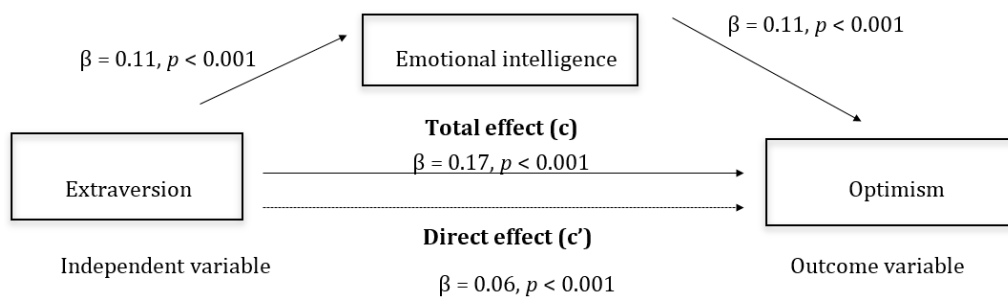 β = 0.11, p < 0.001
β = 0.11, p < 0.001
Emotional intelligence
Total effect (c)
β = 0.17, p < 0.001
Extraversion
Optimism
Direct effect (c’)
Independent variable
Outcome variable
β = 0.06, p < 0.001